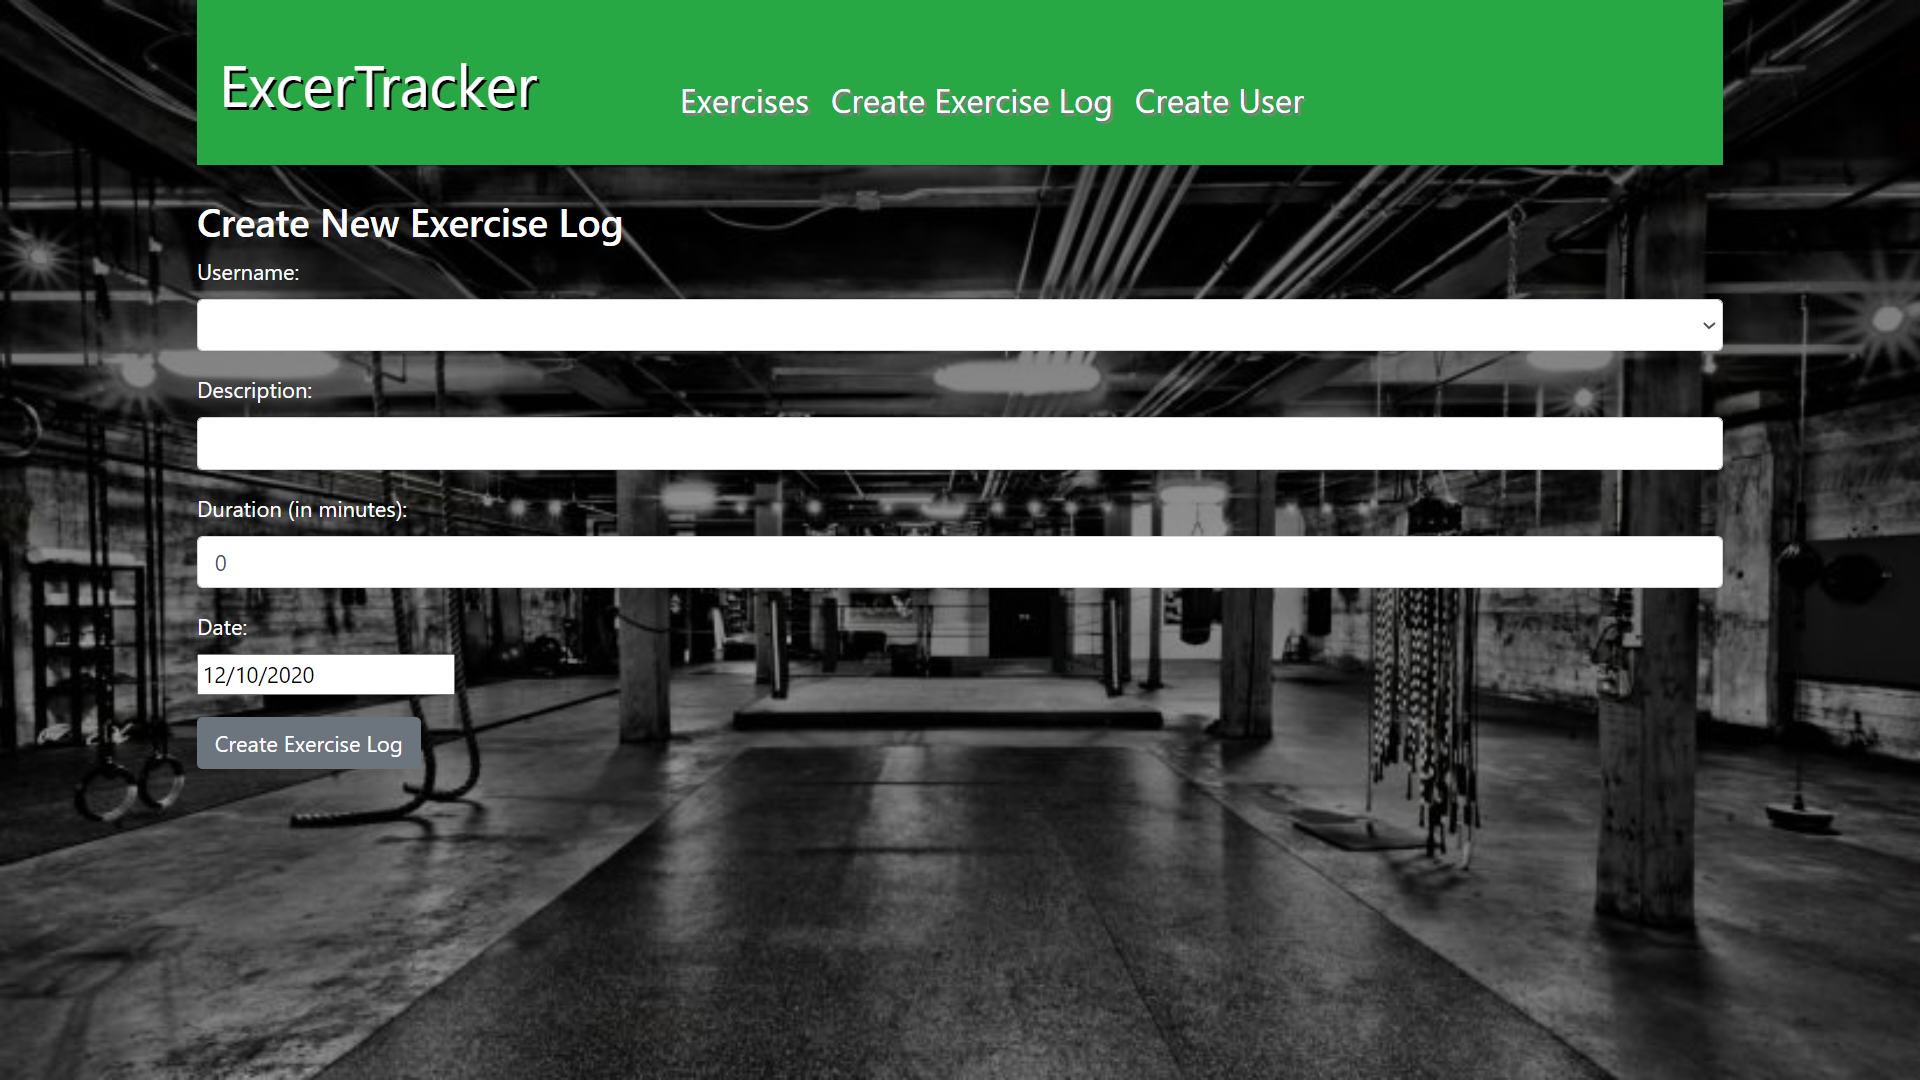 ExcerTracker
Exercises Create Exercise Log Create User
Create New Exercise Log
Username:
Description:
Duration (in minutes):
0
Date:
12/10/2020
Create Exercise Log